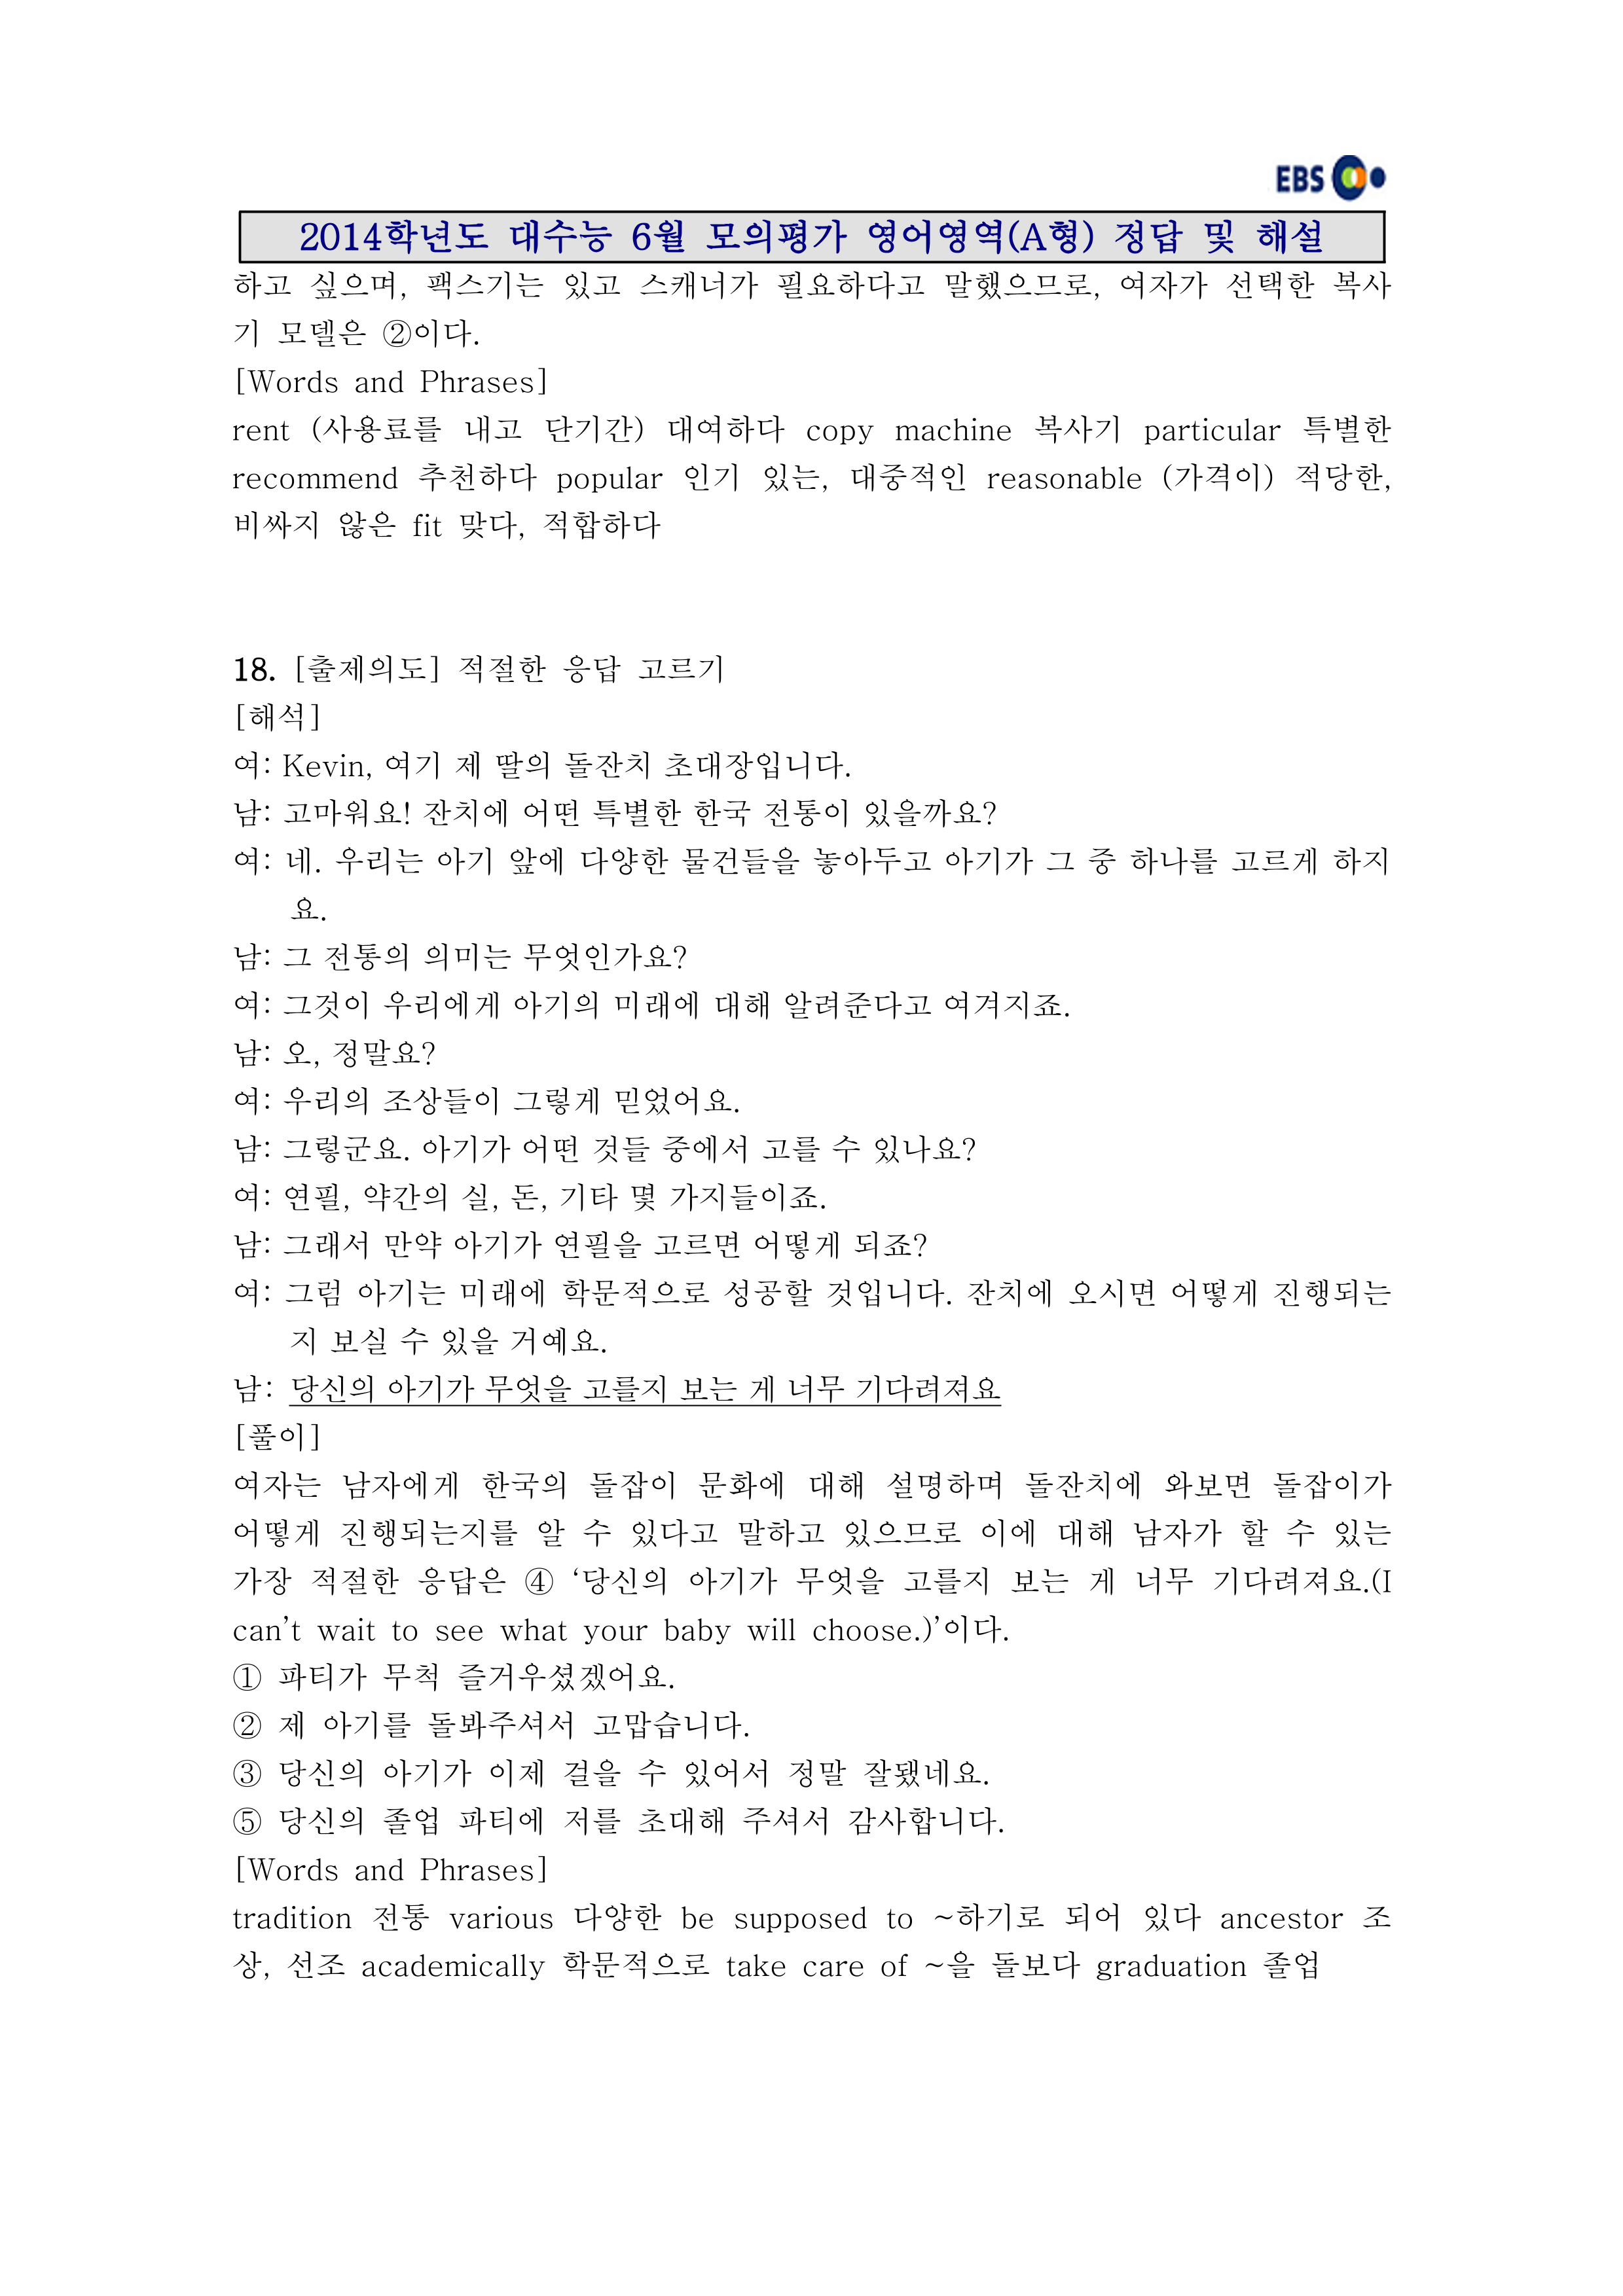 EBS
2014학년도 대수능 6월 모의평가 영어영역(A형) 정답 및 해설
하고 싶으며, 팩스기는 있고 스캐너가 필요하다고 말했으므로, 여자가 선택한 복사
기 모델은 ②이다.
[Words and Phrases]
rent (사용료를 내고 단기간) 대여하다 copy machine 복사기 particular 특별한
recommend 추천하다 popular 인기 있는, 대중적인 reasonable (가격이) 적당한,
비싸지 않은 fit 맞다, 적합하다
18. [출제의도] 적절한 응답 고르기
[해석]
여: Kevin, 여기 제 딸의 돌잔치 초대장입니다.
남: 고마워요! 잔치에 어떤 특별한 한국 전통이 있을까요?
여: 네. 우리는 아기 앞에 다양한 물건들을 놓아두고 아기가 그 중 하나를 고르게 하지
요.
남: 그 전통의 의미는 무엇인가요?
여: 그것이 우리에게 아기의 미래에 대해 알려준다고 여겨지죠.
남: 오, 정말요?
여: 우리의 조상들이 그렇게 믿었어요.
남: 그렇군요. 아기가 어떤 것들 중에서 고를 수 있나요?
여: 연필, 약간의 실, 돈, 기타 몇 가지들이죠.
남: 그래서 만약 아기가 연필을 고르면 어떻게 되죠?
여: 그럼 아기는 미래에 학문적으로 성공할 것입니다. 잔치에 오시면 어떻게 진행되는
지 보실 수 있을 거예요.
남: 당신의 아기가 무엇을 고를지 보는 게 너무 기다려져요
[풀이]
여자는 남자에게 한국의 돌잡이 문화에 대해 설명하며 돌잔치에 와보면 돌잡이가
어떻게 진행되는지를 알 수 있다고 말하고 있으므로 이에 대해 남자가 할 수 있는
가장 적절한 응답은 ④ ‘당신의 아기가 무엇을 고를지 보는 게 너무 기다려져요.(I
can’t wait to see what your baby will choose.)’이다.
① 파티가 무척 즐거우셨겠어요.
② 제 아기를 돌봐주셔서 고맙습니다.
③ 당신의 아기가 이제 걸을 수 있어서 정말 잘됐네요.
⑤ 당신의 졸업 파티에 저를 초대해 주셔서 감사합니다.
[Words and Phrases]
tradition 전통 various 다양한 be supposed to ~하기로 되어 있다 ancestor 조
상, 선조 academically 학문적으로 take care of ~을 돌보다 graduation 졸업